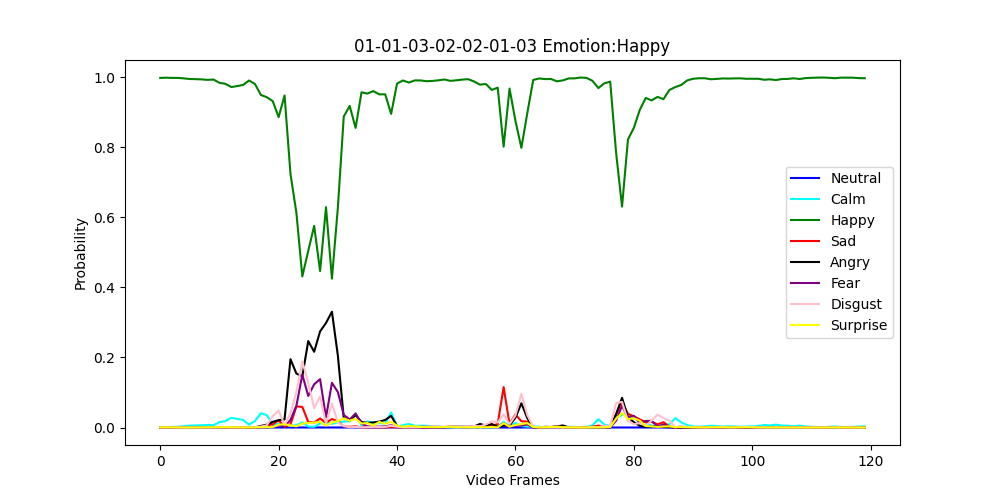 01-01-03-02-02-01-03 Emotion:Happy
Probability
1.0
0.8
0.6
0.4
0.2
0.0
Neutral
Calm
Happy
Sad
Angry
Fear
Disgust
Surprise
0 20 40 60 80 100 120
Video Frames